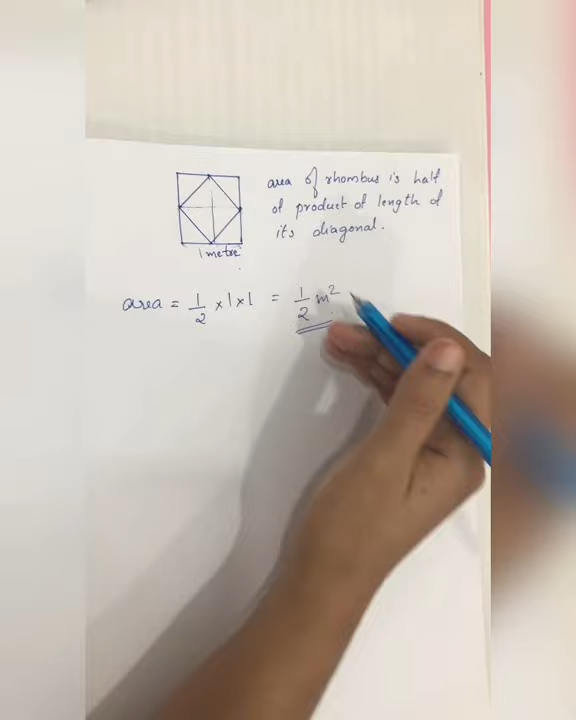 area of rhombus is half
of product of length of
its diagonal.
1 metre
area = 1/2 × 1 × 1 = 1/2 m²